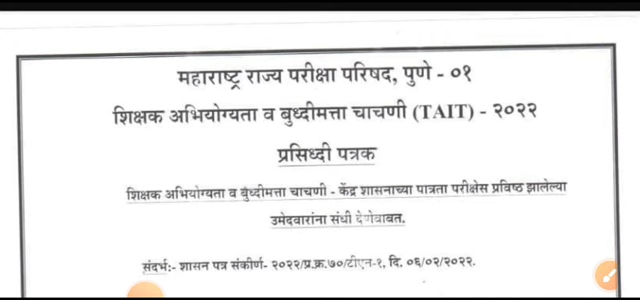 महाराष्ट्र राज्य परीक्षा परिषद, पुणे - ०१
शिक्षक अभियोग्यता व बुध्दीमत्ता चाचणी (TAIT) - २०२२
प्रसिध्दी पत्रक
शिक्षक अभियोग्यता व बुंध्दीमत्ता चाचणी - केंद्र शासनाच्या पात्रता परीक्षेस प्रविष्ठ झालेल्या
उमेदवारांना संधी देणेबाबत.
संदर्भ:- शासन पत्र संकीर्ण- २०२२/प्र.क्र.७०/टीएन-१, दि. ०६/०२/२०२२.